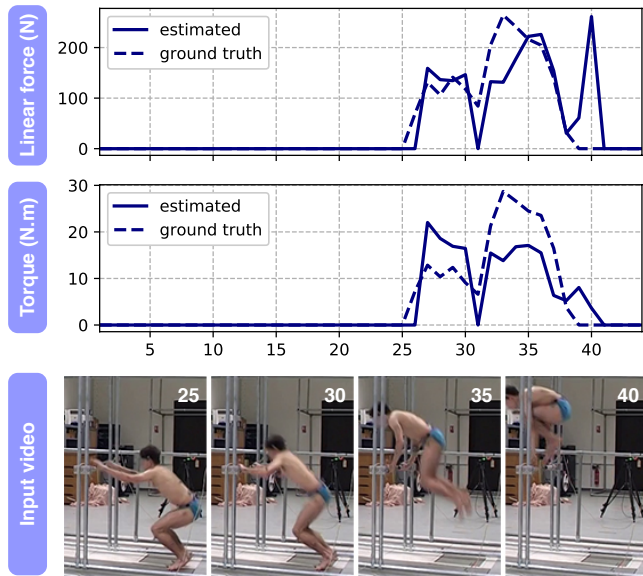 Linear force (N)
200
100
0
estimated
ground truth
Torque (N.m)
30
20
10
0
estimated
ground truth
5 10 15 20 25 30 35 40
Input video
25 30 35 40